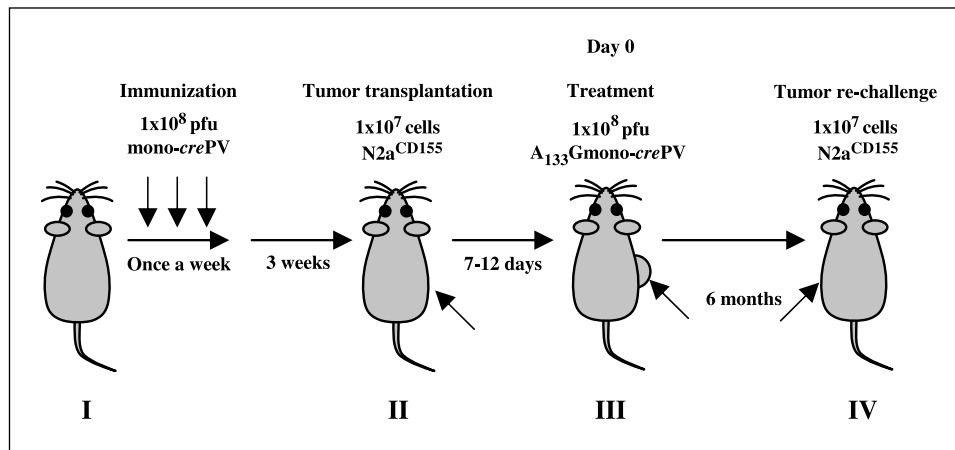 Day 0
Immunization
1x10⁸ pfu
mono-crePV
Once a week
3 weeks
Tumor transplantation
1x10⁷ cells
N2aᶜᴰ¹⁵⁵
7-12 days
Treatment
1x10⁸ pfu
A₁₃₃Gmono-crePV
6 months
Tumor re-challenge
1x10⁷ cells
N2aᶜᴰ¹⁵⁵
I
II
III
IV